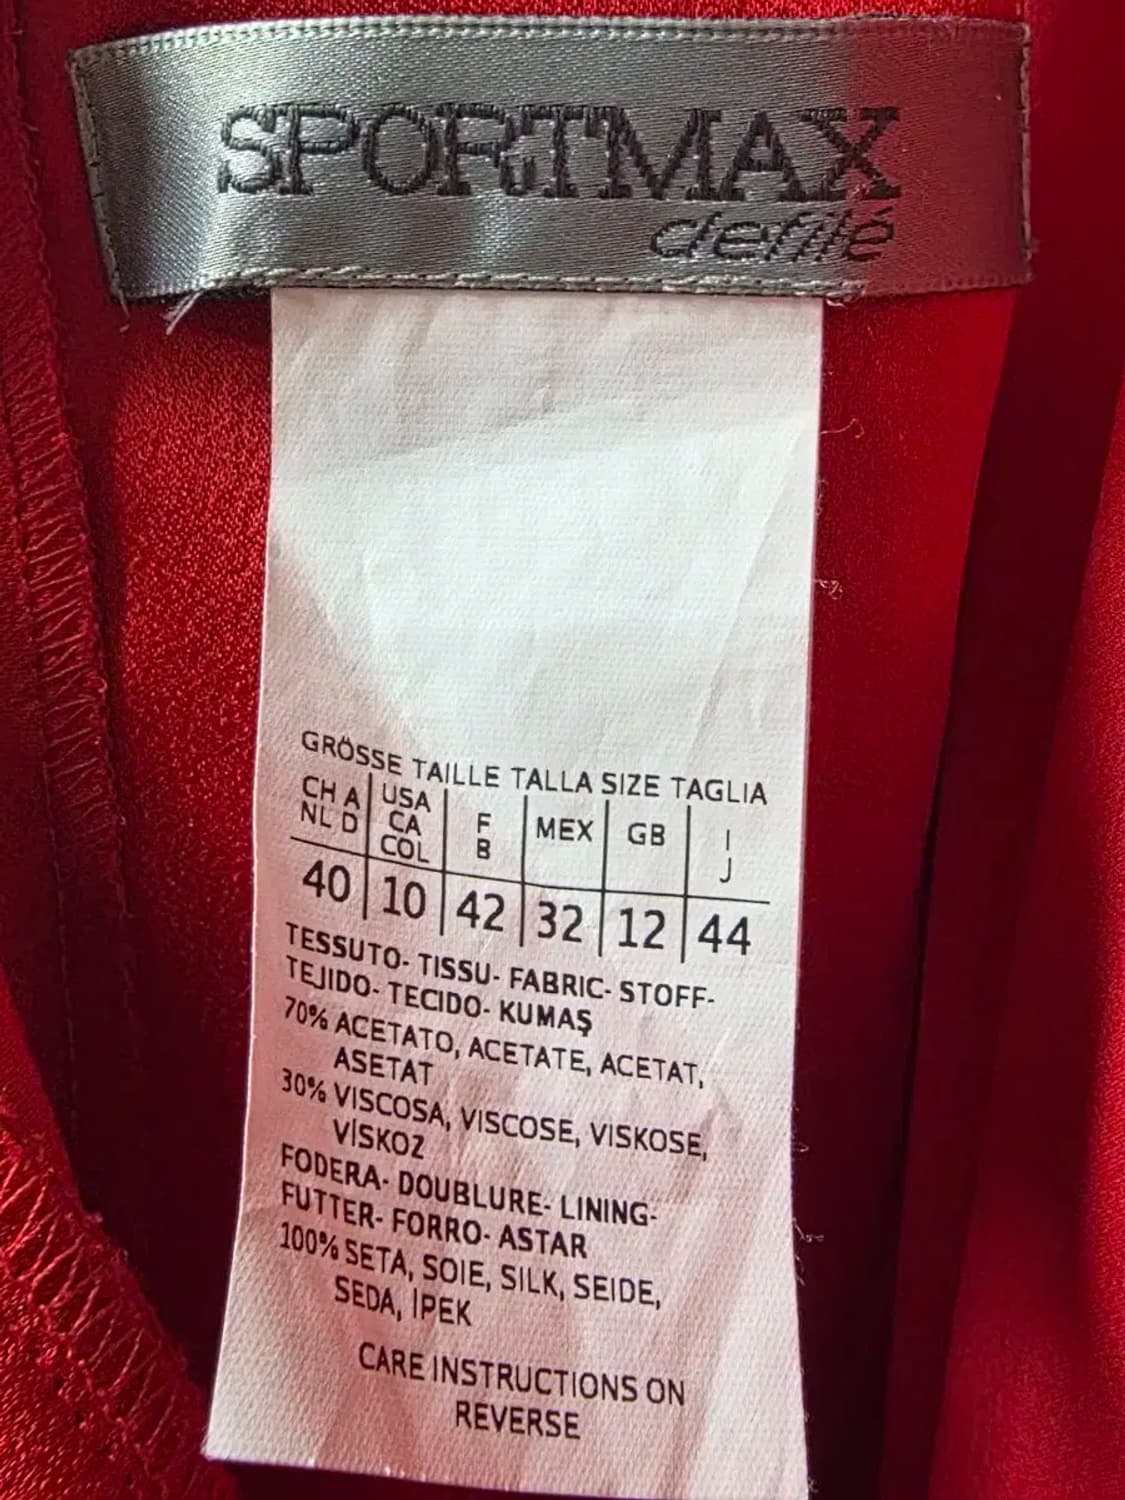 SPORTMAX
defilé
GRÖSSE TAILLE TALLA SIZE TAGLIA
CH A USA F MEX GB I
NL D CA B J
COL
40 10 42 32 12 44
TESSUTO- TISSU- FABRIC- STOFF-
TEJIDO- TECIDO- KUMAŞ
70% ACETATO, ACETATE, ACETAT,
ASETAT
30% VISCOSA, VISCOSE, VISKOSE,
VİSKOZ
FODERA- DOUBLURE- LINING-
FUTTER- FORRO- ASTAR
100% SETA, SOIE, SILK, SEIDE,
SEDA, İPEK
CARE INSTRUCTIONS ON
REVERSE